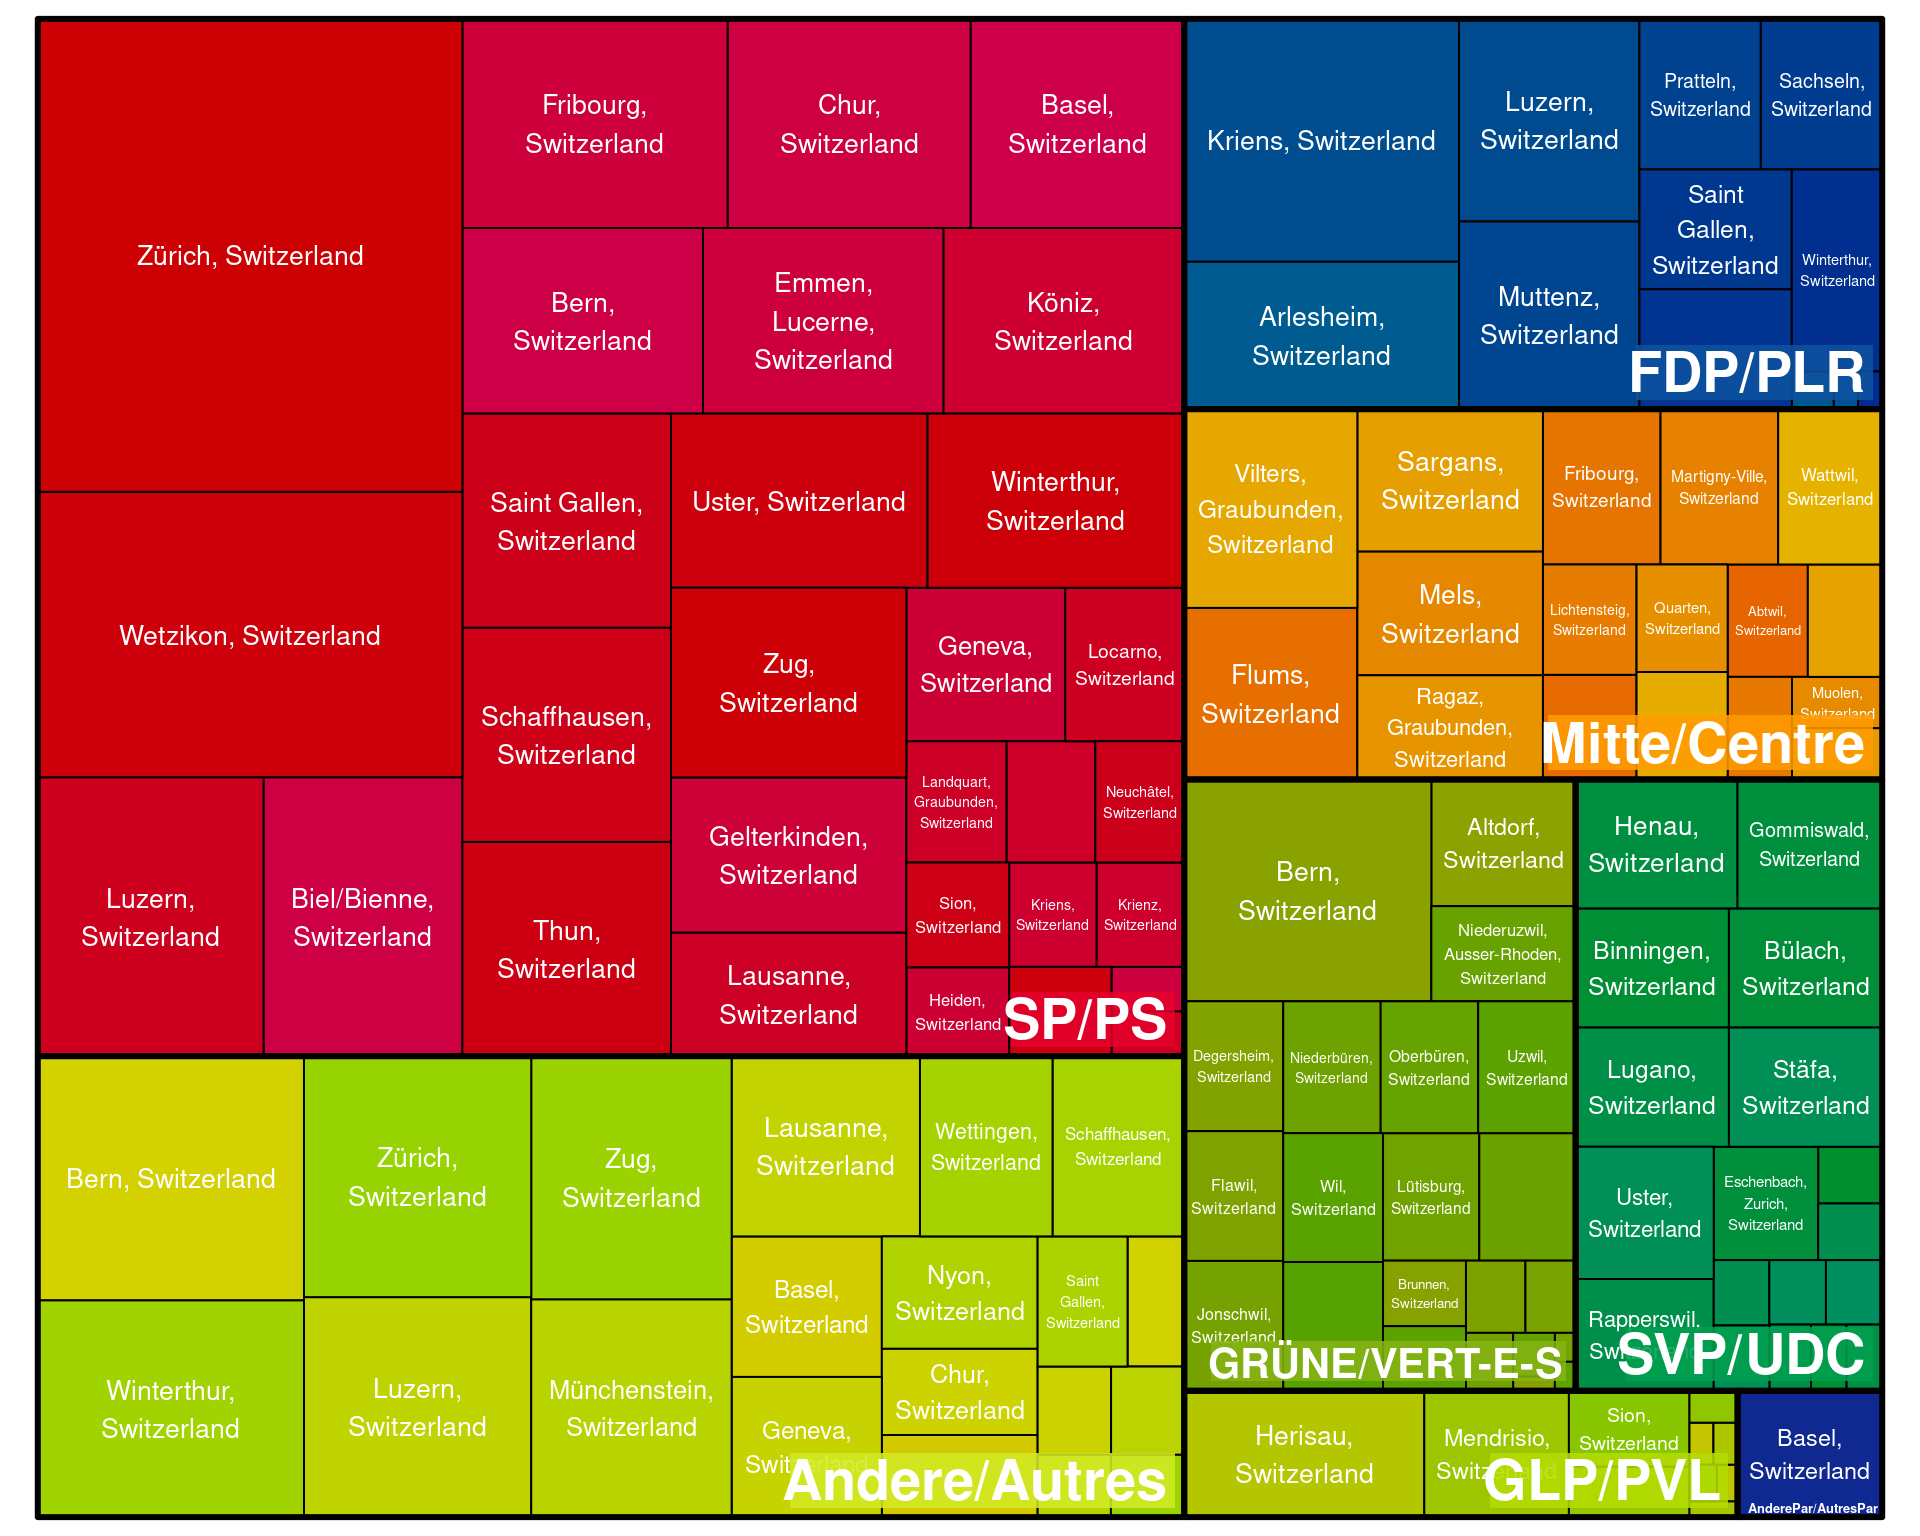 Zürich, Switzerland
Wetzikon, Switzerland
Luzern,
Switzerland
Biel/Bienne,
Switzerland
Fribourg,
Switzerland
Chur,
Switzerland
Basel,
Switzerland
Bern,
Switzerland
Emmen,
Lucerne,
Switzerland
Köniz,
Switzerland
Saint Gallen,
Switzerland
Uster, Switzerland
Winterthur,
Switzerland
Schaffhausen,
Switzerland
Thun,
Switzerland
Zug,
Switzerland
Gelterkinden,
Switzerland
Lausanne,
Switzerland
Geneva,
Switzerland
Locarno,
Switzerland
Landquart,
Graubunden,
Switzerland
Neuchâtel,
Switzerland
Sion,
Switzerland
Kriens,
Switzerland
Krienz,
Switzerland
Heiden,
Switzerland
SP/PS
Bern, Switzerland
Winterthur,
Switzerland
Zürich,
Switzerland
Luzern,
Switzerland
Zug,
Switzerland
Münchenstein,
Switzerland
Lausanne,
Switzerland
Wettingen,
Switzerland
Schaffhausen,
Switzerland
Basel,
Switzerland
Geneva,
Switzerland
Nyon,
Switzerland
Chur,
Switzerland
Saint
Gallen,
Switzerland
Andere/Autres
Kriens, Switzerland
Arlesheim,
Switzerland
Luzern,
Switzerland
Muttenz,
Switzerland
Pratteln,
Switzerland
Sachseln,
Switzerland
Saint
Gallen,
Switzerland
Winterthur,
Switzerland
FDP/PLR
Vilters,
Graubunden,
Switzerland
Flums,
Switzerland
Sargans,
Switzerland
Mels,
Switzerland
Ragaz,
Graubunden,
Switzerland
Fribourg,
Switzerland
Martigny-Ville,
Switzerland
Wattwil,
Switzerland
Lichtensteig,
Switzerland
Quarten,
Switzerland
Abtwil,
Switzerland
Muolen,
Switzerland
Mitte/Centre
Bern,
Switzerland
Altdorf,
Switzerland
Niederuzwil,
Ausser-Rhoden,
Switzerland
Degersheim,
Switzerland
Niederbüren,
Switzerland
Oberbüren,
Switzerland
Uzwil,
Switzerland
Flawil,
Switzerland
Wil,
Switzerland
Lütisburg,
Switzerland
Jonschwil,
Switzerland
Brunnen,
Switzerland
GRÜNE/VERT-E-S
Henau,
Switzerland
Gommiswald,
Switzerland
Binningen,
Switzerland
Bülach,
Switzerland
Lugano,
Switzerland
Stäfa,
Switzerland
Uster,
Switzerland
Eschenbach,
Zurich,
Switzerland
Rapperswil,
Switzerland
SVP/UDC
Herisau,
Switzerland
Mendrisio,
Switzerland
Sion,
Switzerland
GLP/PVL
Basel,
Switzerland
AnderePar/AutresPar